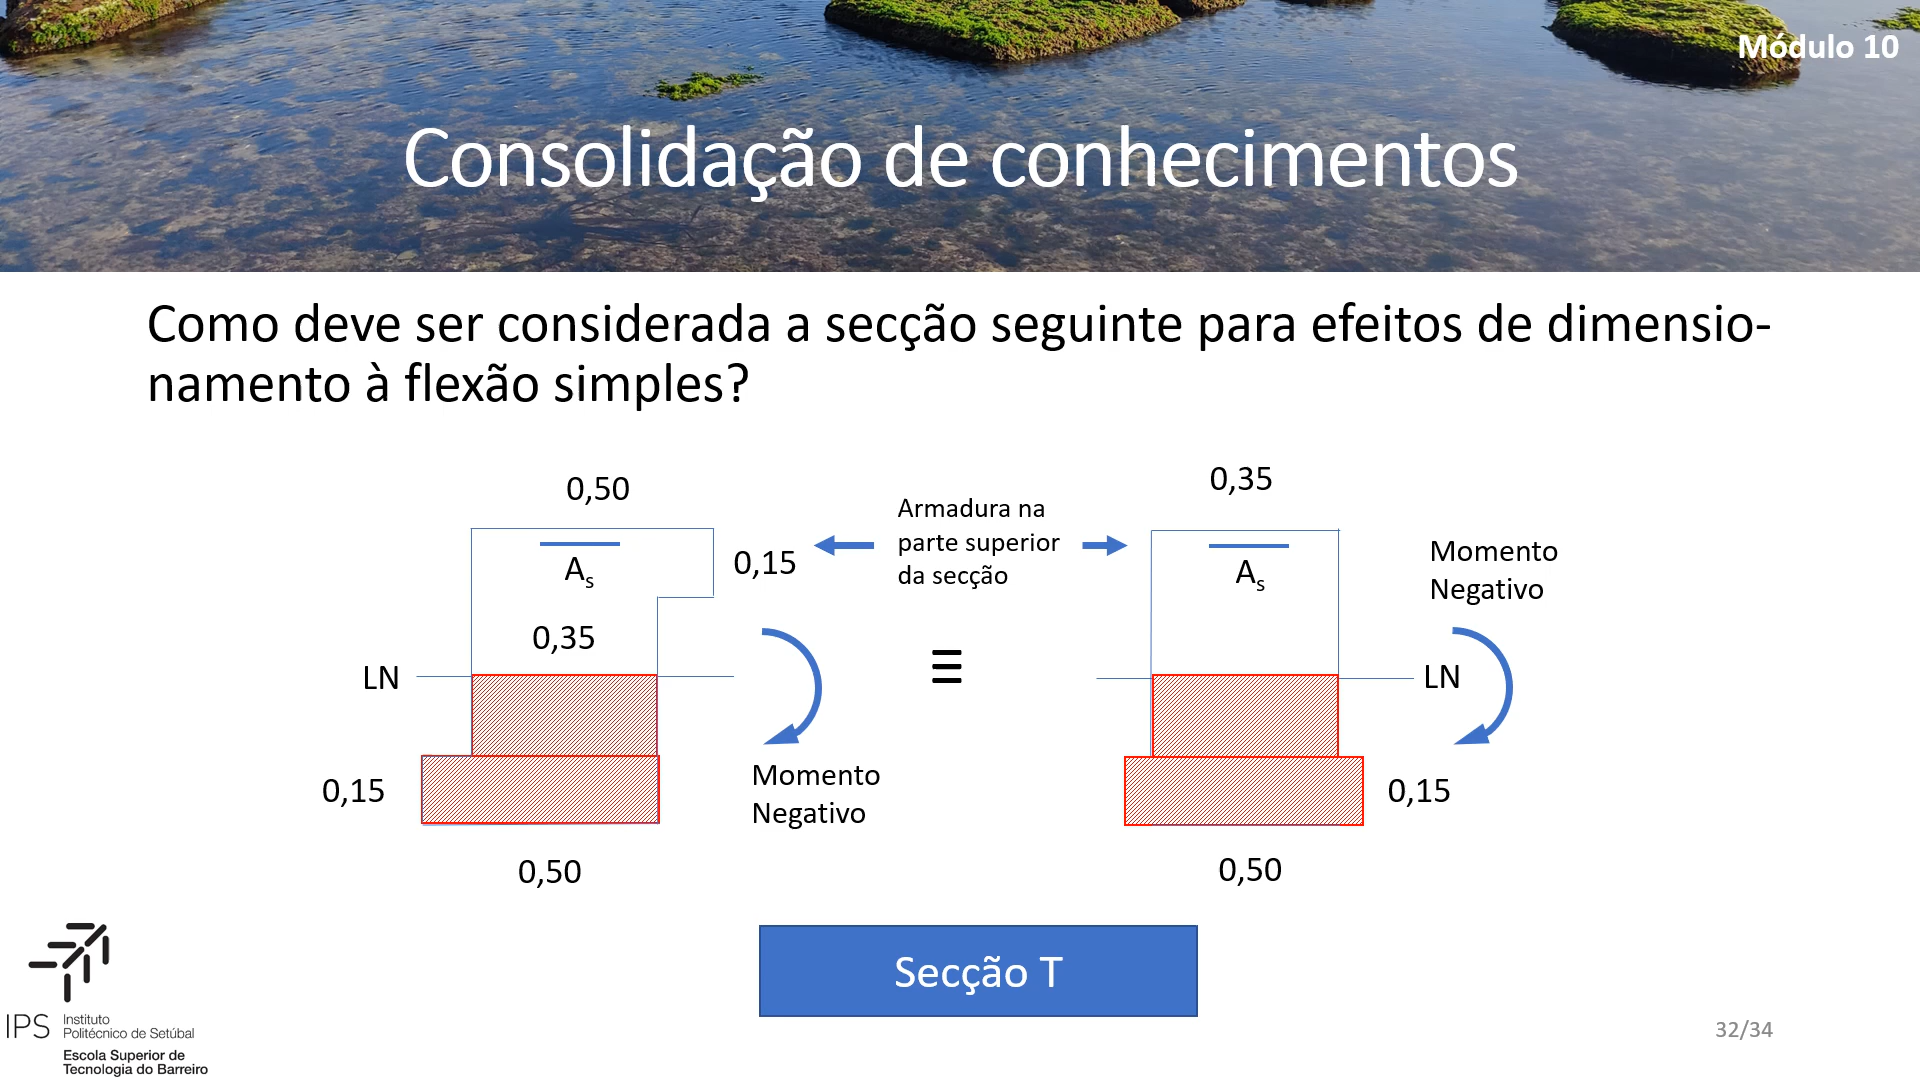 Módulo 10
Consolidação de conhecimentos
Como deve ser considerada a secção seguinte para efeitos de dimensio-
namento à flexão simples?
0,50
0,35
Armadura na
parte superior
da secção
As
0,15
As
Momento
Negativo
0,35
LN
≡
LN
0,15
Momento
Negativo
0,15
0,50
0,50
Secção T
IPS
Instituto
Politécnico de Setúbal
Escola Superior de
Tecnologia do Barreiro
32/34